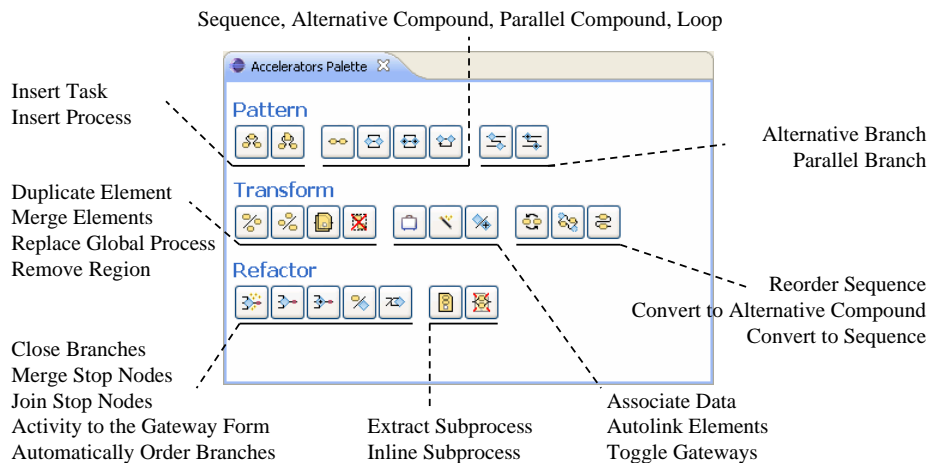 Sequence, Alternative Compound, Parallel Compound, Loop
Accelerators Palette
Insert Task
Insert Process
Pattern
Alternative Branch
Parallel Branch
Duplicate Element
Merge Elements
Replace Global Process
Remove Region
Transform
Reorder Sequence
Convert to Alternative Compound
Convert to Sequence
Refactor
Close Branches
Merge Stop Nodes
Join Stop Nodes
Activity to the Gateway Form
Automatically Order Branches
Extract Subprocess
Inline Subprocess
Associate Data
Autolink Elements
Toggle Gateways